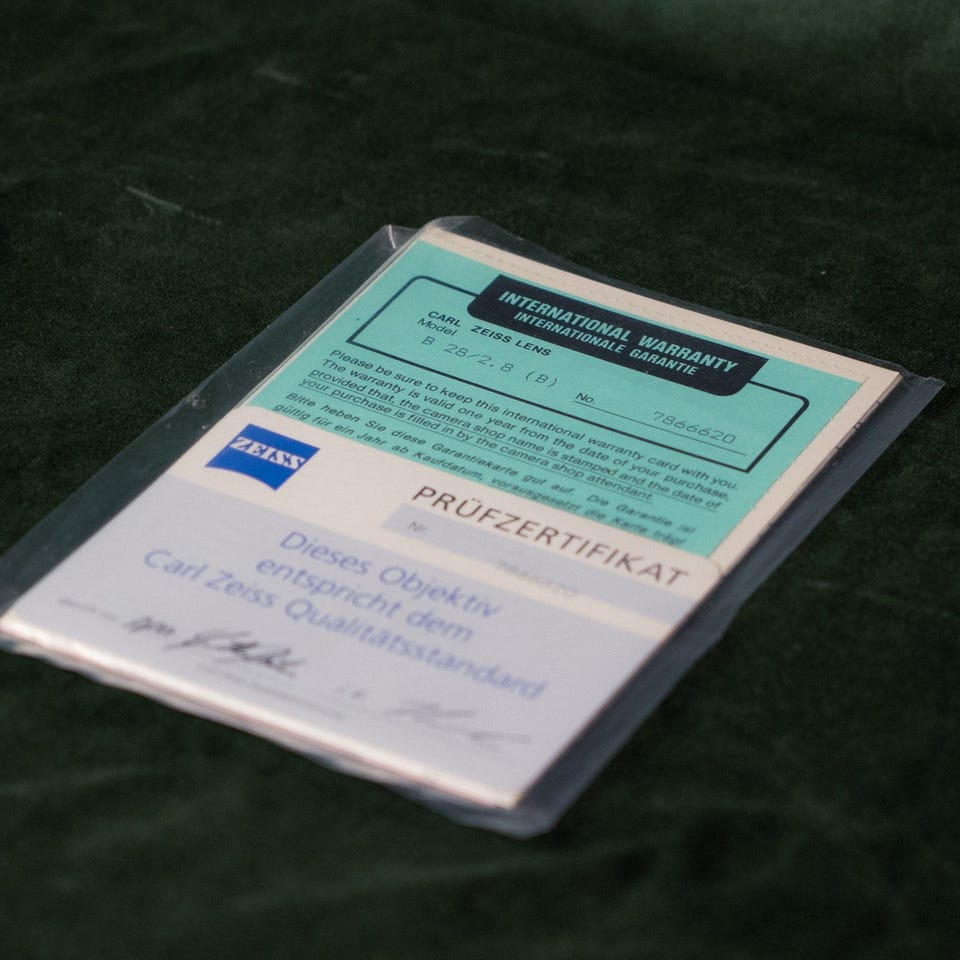 INTERNATIONAL WARRANTY
INTERNATIONALE GARANTIE
CARL ZEISS LENS
Model
B 28/2.8 (B)
No. 7866620
Please be sure to keep this international warranty card with you.
The warranty is valid one year from the date of your purchase,
provided that, the camera shop name is stamped and the date of
your purchase is filled in by the camera shop attendant.
Bitte heben Sie diese Garantiekarte gut auf. Die Garantie ist
gültig für ein Jahr ab Kaufdatum, vorausgesetzt die Karte trägt
ZEISS
PRÜFZERTIFIKAT
Nr. 7866620
Dieses Objektiv
entspricht dem
Carl Zeiss Qualitätsstandard